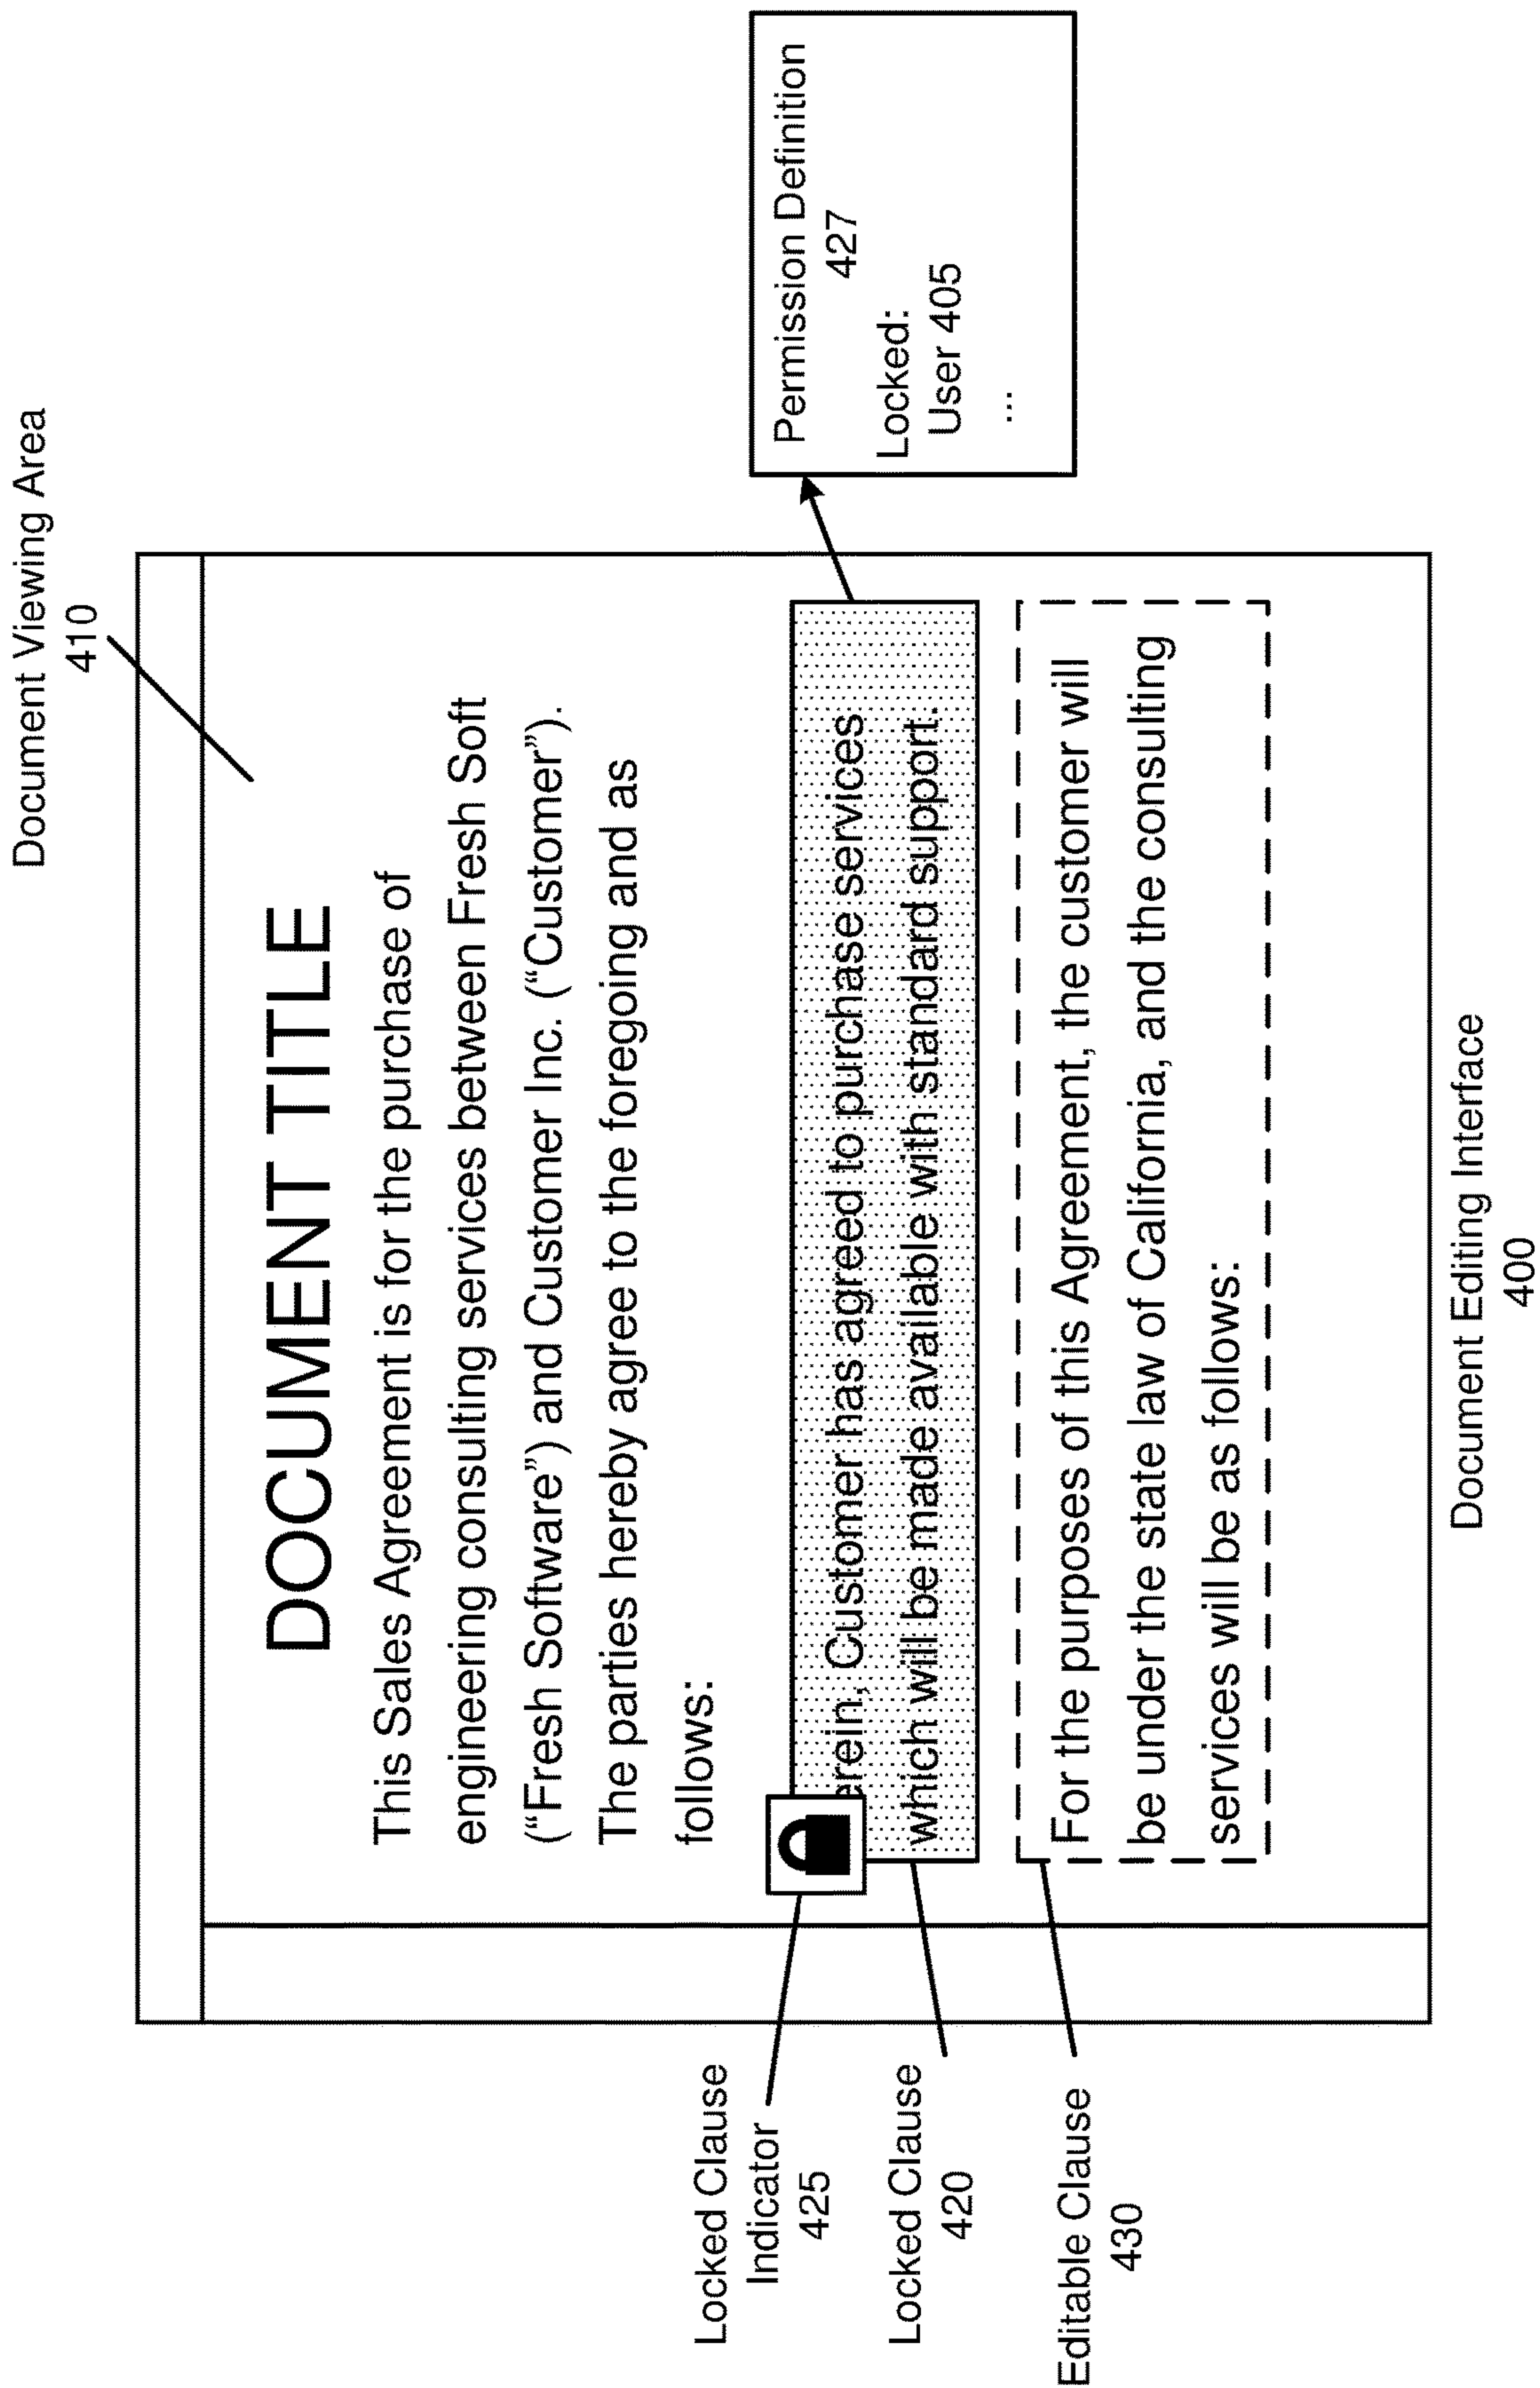 Document Viewing Area
410
DOCUMENT TITLE
This Sales Agreement is for the purchase of
engineering consulting services between Fresh Soft
(“Fresh Software”) and Customer Inc. (“Customer”).
The parties hereby agree to the foregoing and as
follows:
erein, Customer has agreed to purchase services
which will be made available with standard support.
For the purposes of this Agreement, the customer will
be under the state law of California, and the consulting
services will be as follows:
Locked Clause
Indicator
425
Locked Clause
420
Editable Clause
430
Permission Definition
427
Locked:
User 405
...
Document Editing Interface
400